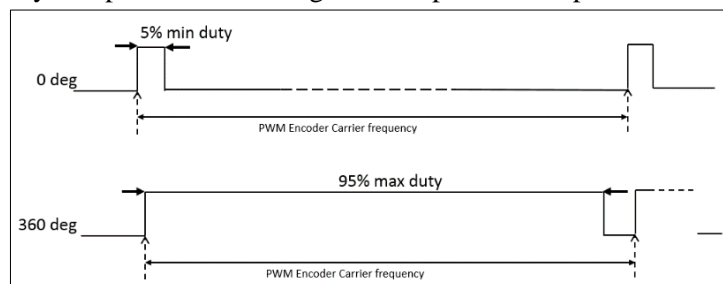 5% min duty
0 deg
PWM Encoder Carrier frequency
95% max duty
360 deg
PWM Encoder Carrier frequency